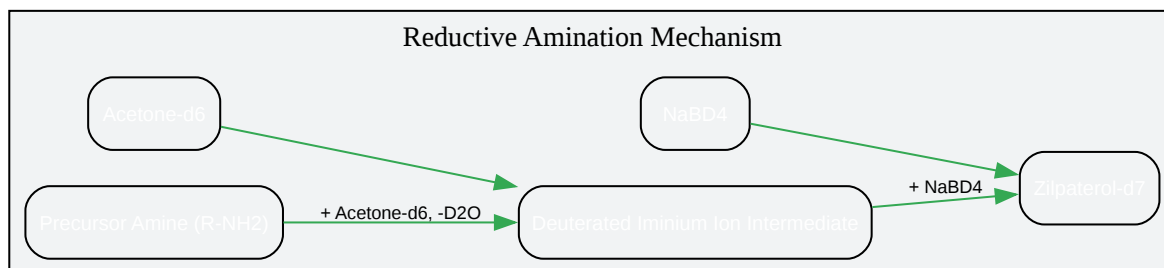 Reductive Amination Mechanism
Acetone-d6
NaBD4
Precursor Amine (R-NH2)
+ Acetone-d6, -D2O
Deuterated Iminium Ion Intermediate
+ NaBD4
Zilpaterol-d7